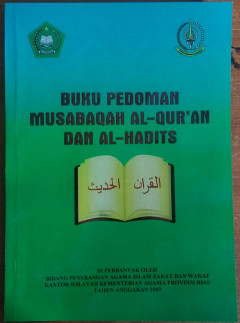 BUKU PEDOMAN
MUSABAQAH AL-QUR'AN
DAN AL-HADITS
القرآن الحديث
DI PERBANYAK OLEH
BIDANG PENERANGAN AGAMA ISLAM ZAKAT DAN WAKAF
KANTOR WILAYAH KEMENTERIAN AGAMA PROVINSI RIAU
TAHUN ANGGARAN